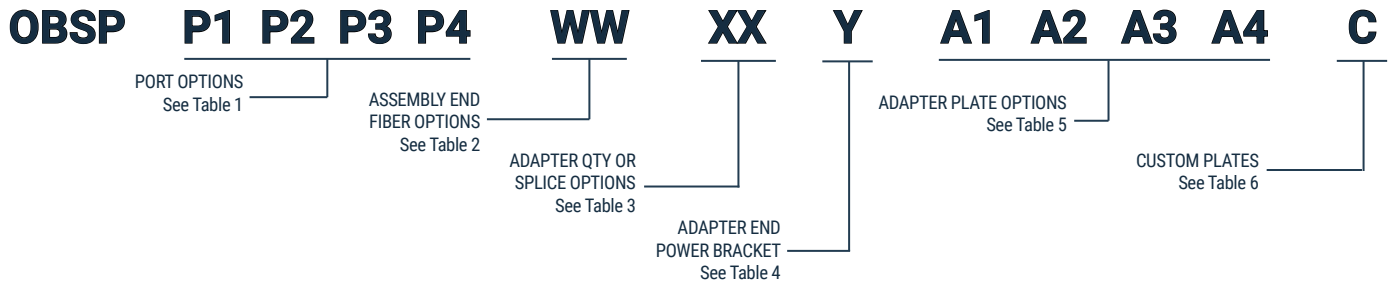 OBSP P1 P2 P3 P4 WW XX Y A1 A2 A3 A4 C
PORT OPTIONS
See Table 1
ASSEMBLY END
FIBER OPTIONS
See Table 2
ADAPTER QTY OR
SPLICE OPTIONS
See Table 3
ADAPTER END
POWER BRACKET
See Table 4
ADAPTER PLATE OPTIONS
See Table 5
CUSTOM PLATES
See Table 6